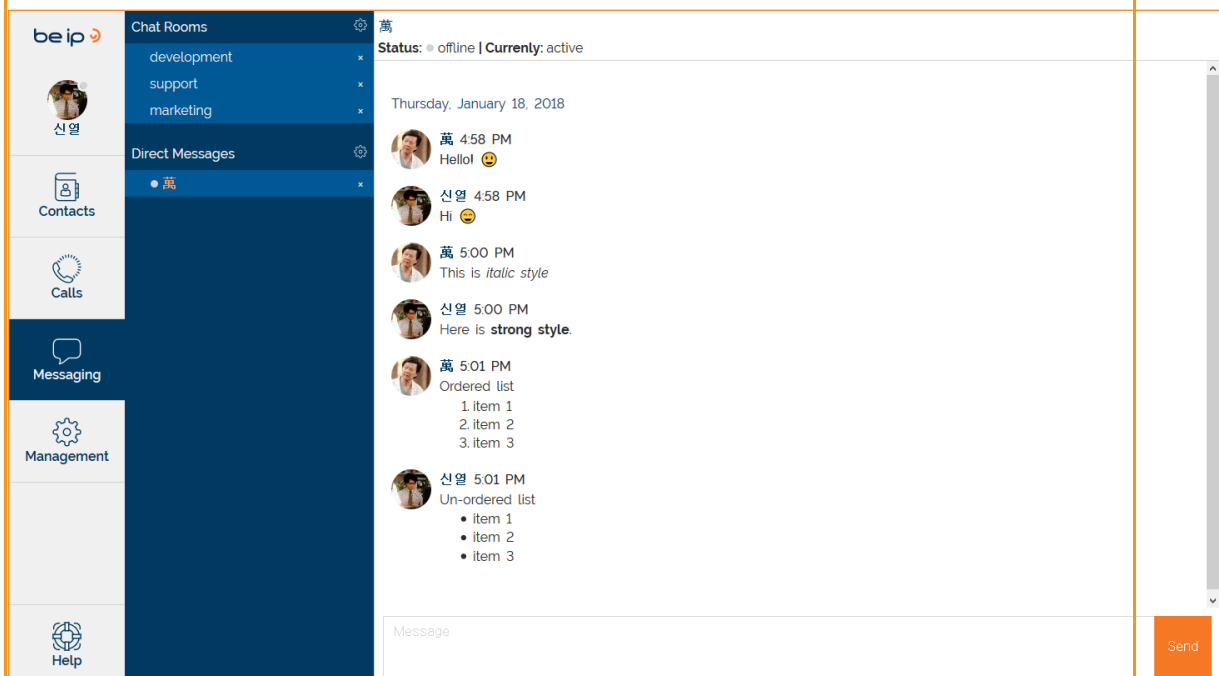 be ip
신열
Contacts
Calls
Messaging
Management
Help
Chat Rooms
development ×
support ×
marketing ×
Direct Messages
萬 ×
萬
Status: offline | Currenly: active
Thursday, January 18, 2018
萬 4:58 PM
Hello! 😃
신열 4:58 PM
Hi 😄
萬 5:00 PM
This is italic style
신열 5:00 PM
Here is strong style.
萬 5:01 PM
Ordered list
1. item 1
2. item 2
3. item 3
신열 5:01 PM
Un-ordered list
• item 1
• item 2
• item 3
Message
Send